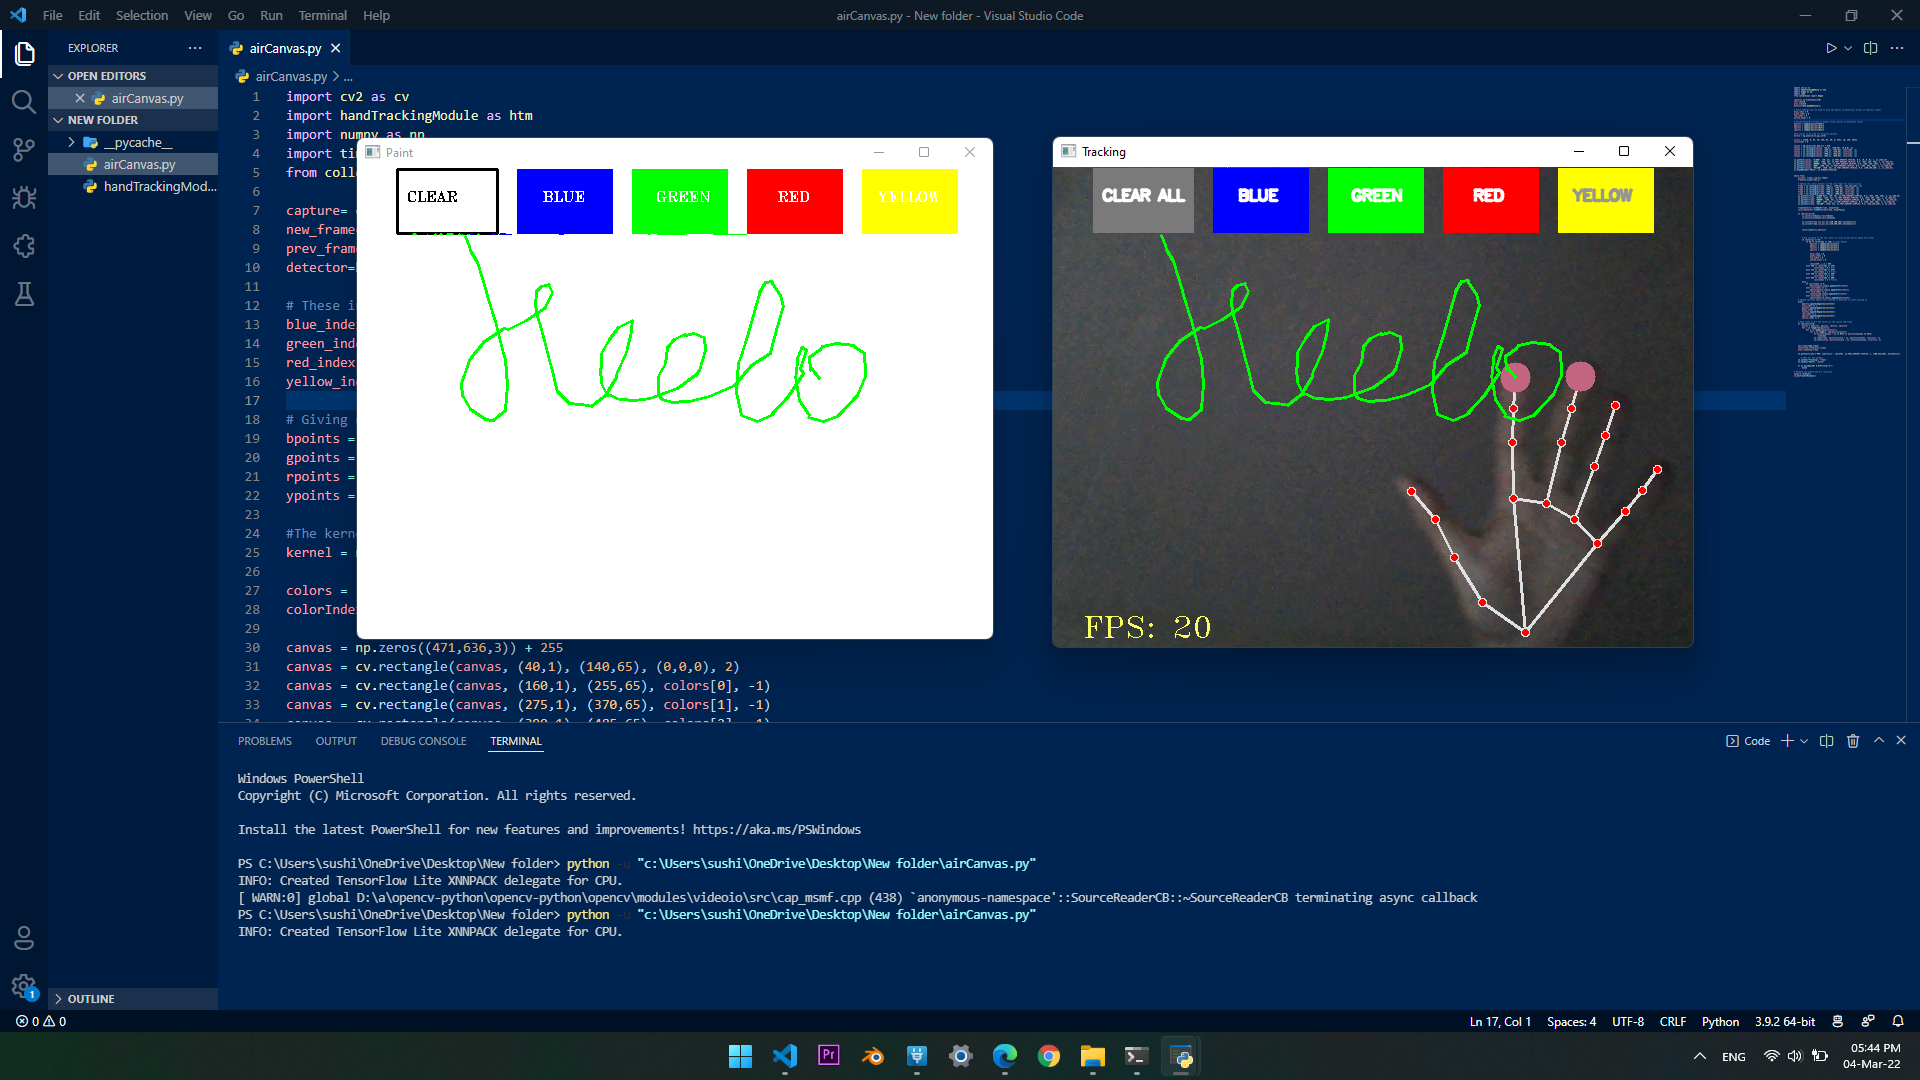 File Edit Selection View Go Run Terminal Help
airCanvas.py - New folder - Visual Studio Code
EXPLORER
OPEN EDITORS
airCanvas.py
NEW FOLDER
__pycache__
airCanvas.py
handTrackingMod...
OUTLINE
airCanvas.py
airCanvas.py > ...
1 import cv2 as cv
2 import handTrackingModule as htm
3 import numpy as np
4
5 from
6
7 capture=
8
9
10
11
12 # These
13
14
15 red_index
16
17
18 # Giving
19 bpoints =
20 gpoints =
21 rpoints =
22 ypoints =
23
24
25 kernel =
26
27 colors =
28
29
30 canvas = np.zeros((471,636,3)) + 255
31 canvas = cv.rectangle(canvas, (40,1), (140,65), (0,0,0), 2)
32 canvas = cv.rectangle(canvas, (160,1), (255,65), colors[0], -1)
33 canvas = cv.rectangle(canvas, (275,1), (370,65), colors[1], -1)
Paint
CLEAR BLUE GREEN RED YELLOW
Hello
Tracking
CLEAR ALL BLUE GREEN RED YELLOW
Hello
FPS: 20
PROBLEMS OUTPUT DEBUG CONSOLE TERMINAL
Code
Windows PowerShell
Copyright (C) Microsoft Corporation. All rights reserved.
Install the latest PowerShell for new features and improvements! https://aka.ms/PSWindows
PS C:\Users\sushi\OneDrive\Desktop\New folder> python -u "c:\Users\sushi\OneDrive\Desktop\New folder\airCanvas.py"
INFO: Created TensorFlow Lite XNNPACK delegate for CPU.
[ WARN:0] global D:\a\opencv-python\opencv-python\opencv\modules\videoio\src\cap_msmf.cpp (438) `anonymous-namespace'::SourceReaderCB::~SourceReaderCB terminating async callback
PS C:\Users\sushi\OneDrive\Desktop\New folder> python -u "c:\Users\sushi\OneDrive\Desktop\New folder\airCanvas.py"
INFO: Created TensorFlow Lite XNNPACK delegate for CPU.
1
0 0
Ln 17, Col 1 Spaces: 4 UTF-8 CRLF Python 3.9.2 64-bit
Pr
ENG
05:44 PM
04-Mar-22